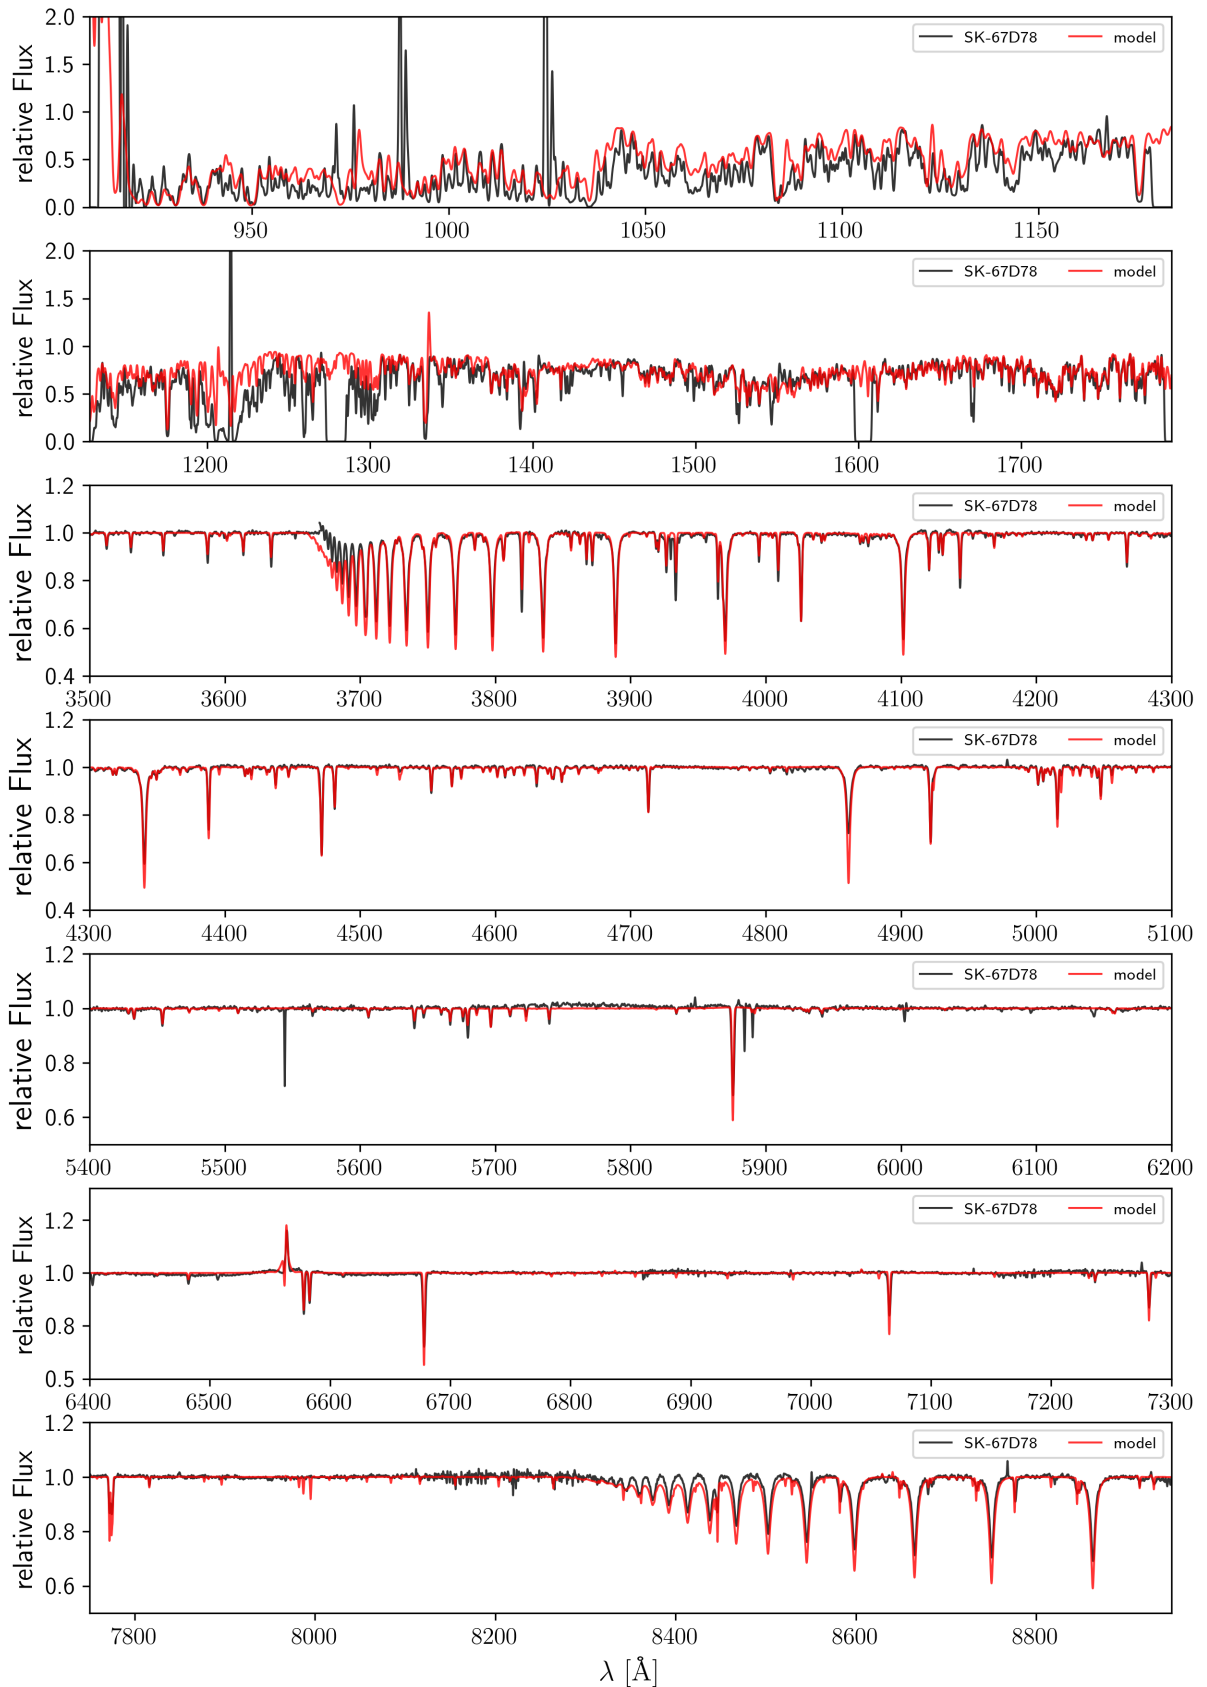 2.0
1.5
1.0
0.5
0.0
relative Flux
SK-67D78 model
950 1000 1050 1100 1150
2.0
1.5
1.0
0.5
0.0
relative Flux
SK-67D78 model
1200 1300 1400 1500 1600 1700
1.2
1.0
0.8
0.6
0.4
relative Flux
SK-67D78 model
3500 3600 3700 3800 3900 4000 4100 4200 4300
1.2
1.0
0.8
0.6
0.4
relative Flux
SK-67D78 model
4300 4400 4500 4600 4700 4800 4900 5000 5100
1.2
1.0
0.8
0.6
relative Flux
SK-67D78 model
5400 5500 5600 5700 5800 5900 6000 6100 6200
1.2
1.0
0.8
0.5
relative Flux
SK-67D78 model
6400 6500 6600 6700 6800 6900 7000 7100 7200 7300
1.2
1.0
0.8
0.6
relative Flux
SK-67D78 model
7800 8000 8200 8400 8600 8800
λ [Å]